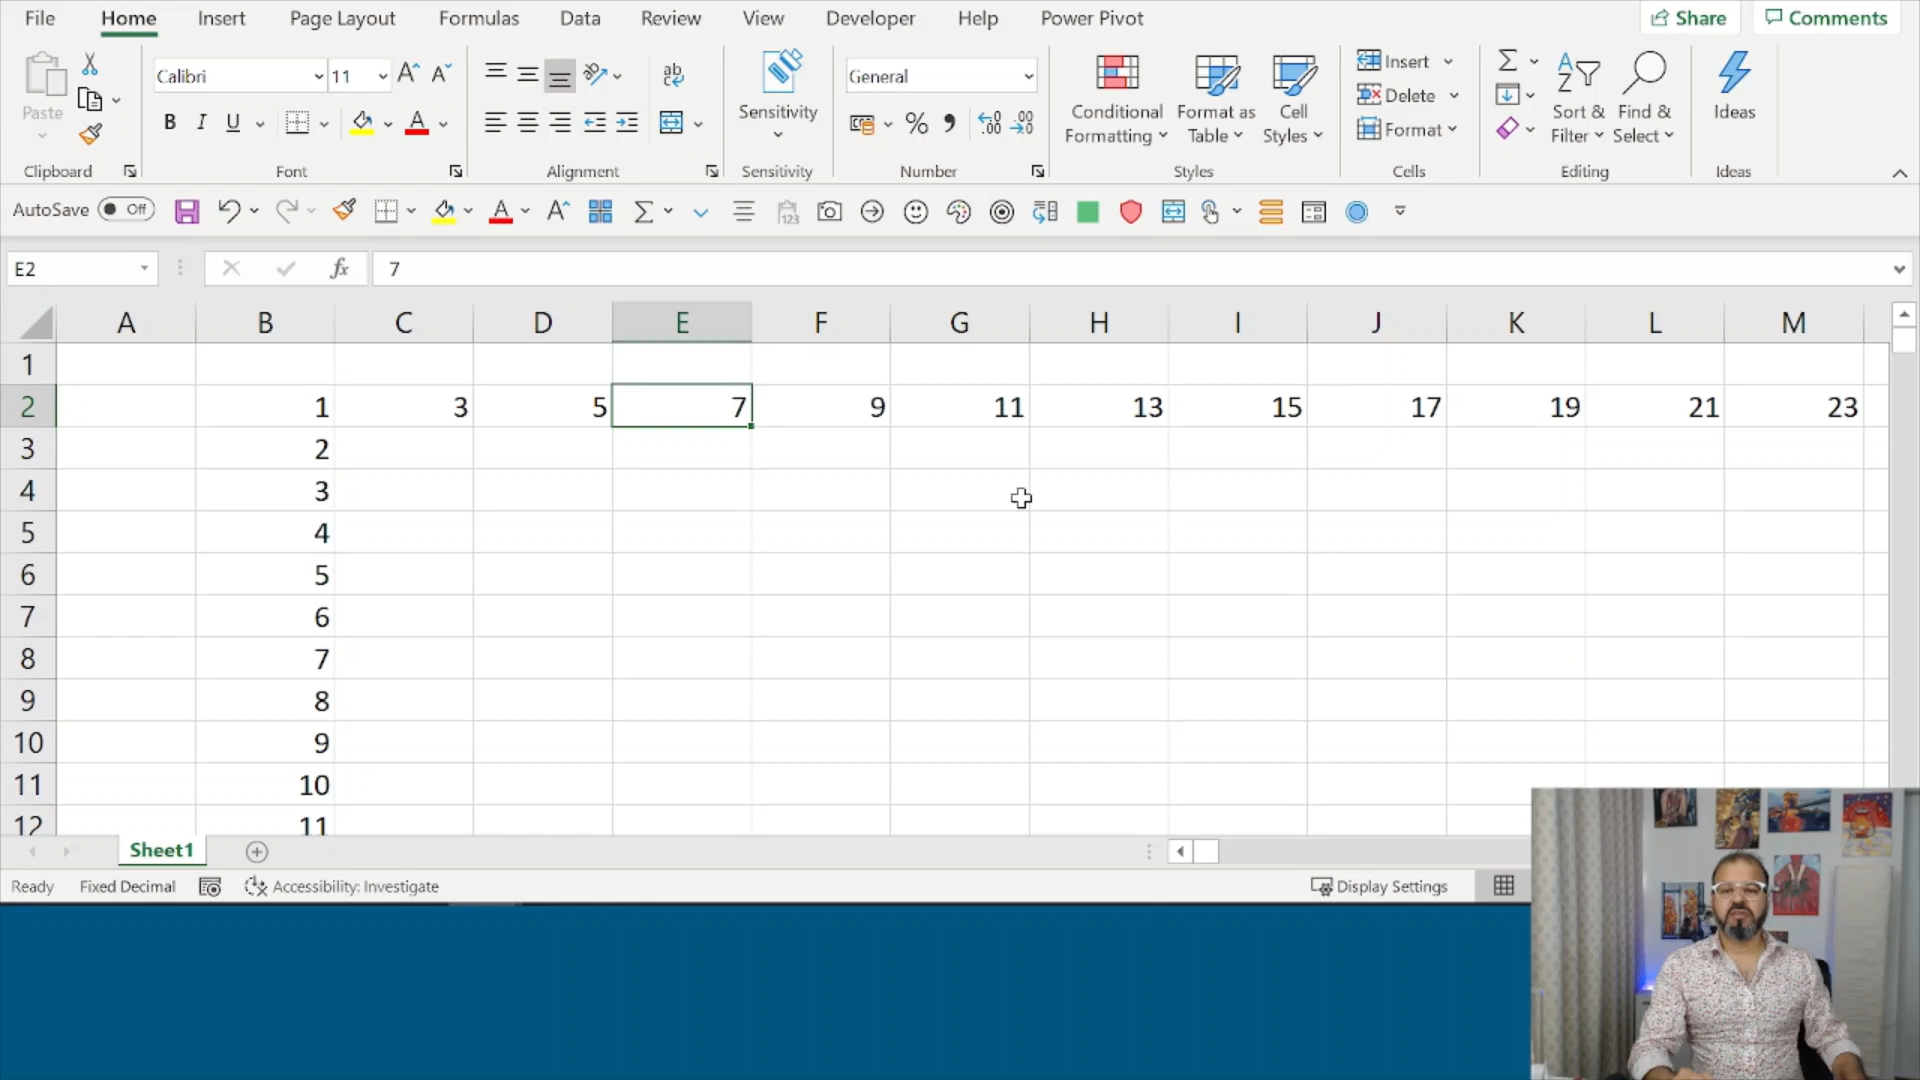 File Home Insert Page Layout Formulas Data Review View Developer Help Power Pivot Share Comments
Calibri 11 ab General Insert
Paste Sensitivity Conditional Format as Cell Delete Sort & Find & Ideas
B I U A % Formatting Table Styles Format Filter Select
Clipboard Font Alignment Sensitivity Number Styles Cells Editing Ideas
AutoSave Off
E2 fx 7
A B C D E F G H I J K L M
1
2 1 3 5 7 9 11 13 15 17 19 21 23
3 2
4 3
5 4
6 5
7 6
8 7
9 8
10 9
11 10
12 11
Sheet1
Ready Fixed Decimal Accessibility: Investigate Display Settings